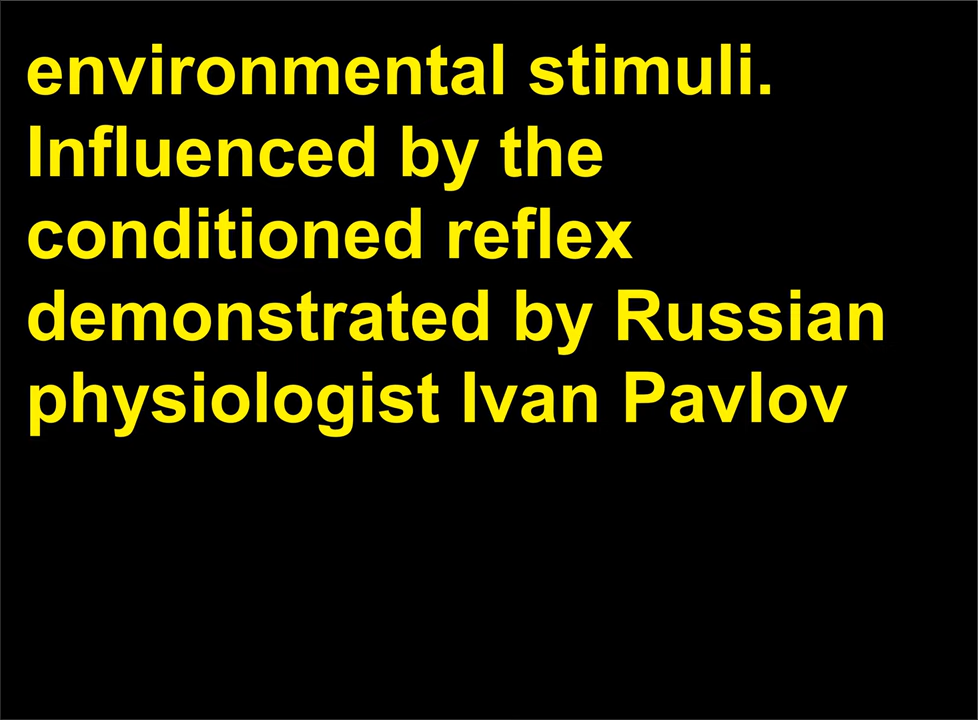 environmental stimuli.
Influenced by the
conditioned reflex
demonstrated by Russian
physiologist Ivan Pavlov